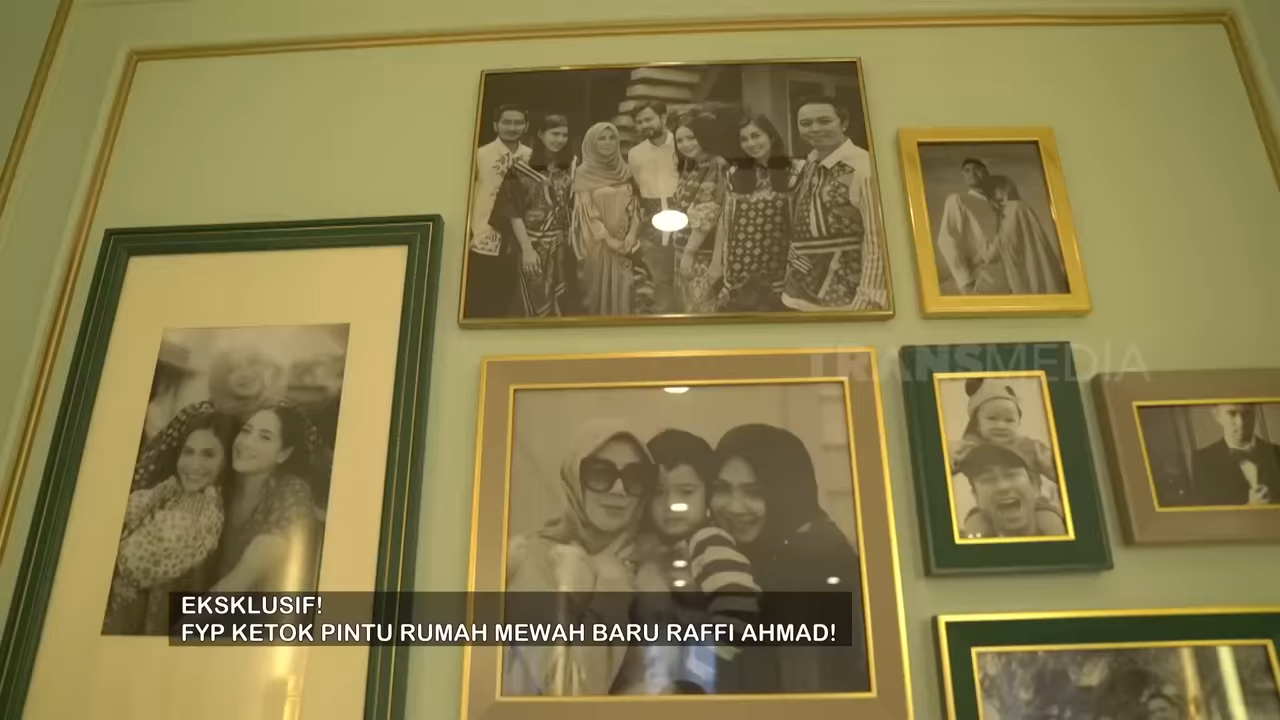 TRANSMEDIA
EKSKLUSIF!
FYP KETOK PINTU RUMAH MEWAH BARU RAFFI AHMAD!